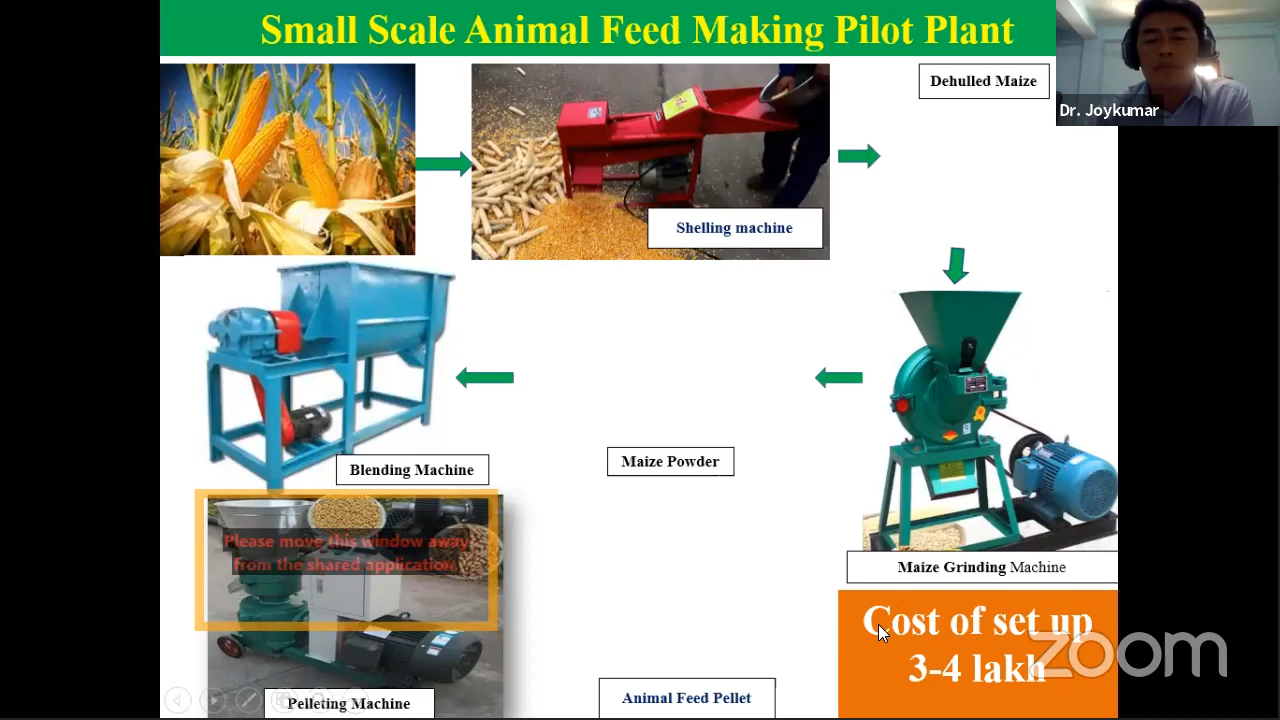 Small Scale Animal Feed Making Pilot Plant
Dr. Joykumar
Dehulled Maize
Shelling machine
Blending Machine
Maize Powder
Please move this window away
from the shared application
Maize Grinding Machine
Cost of set up
3-4 lakh
zoom
Pelleting Machine
Animal Feed Pellet